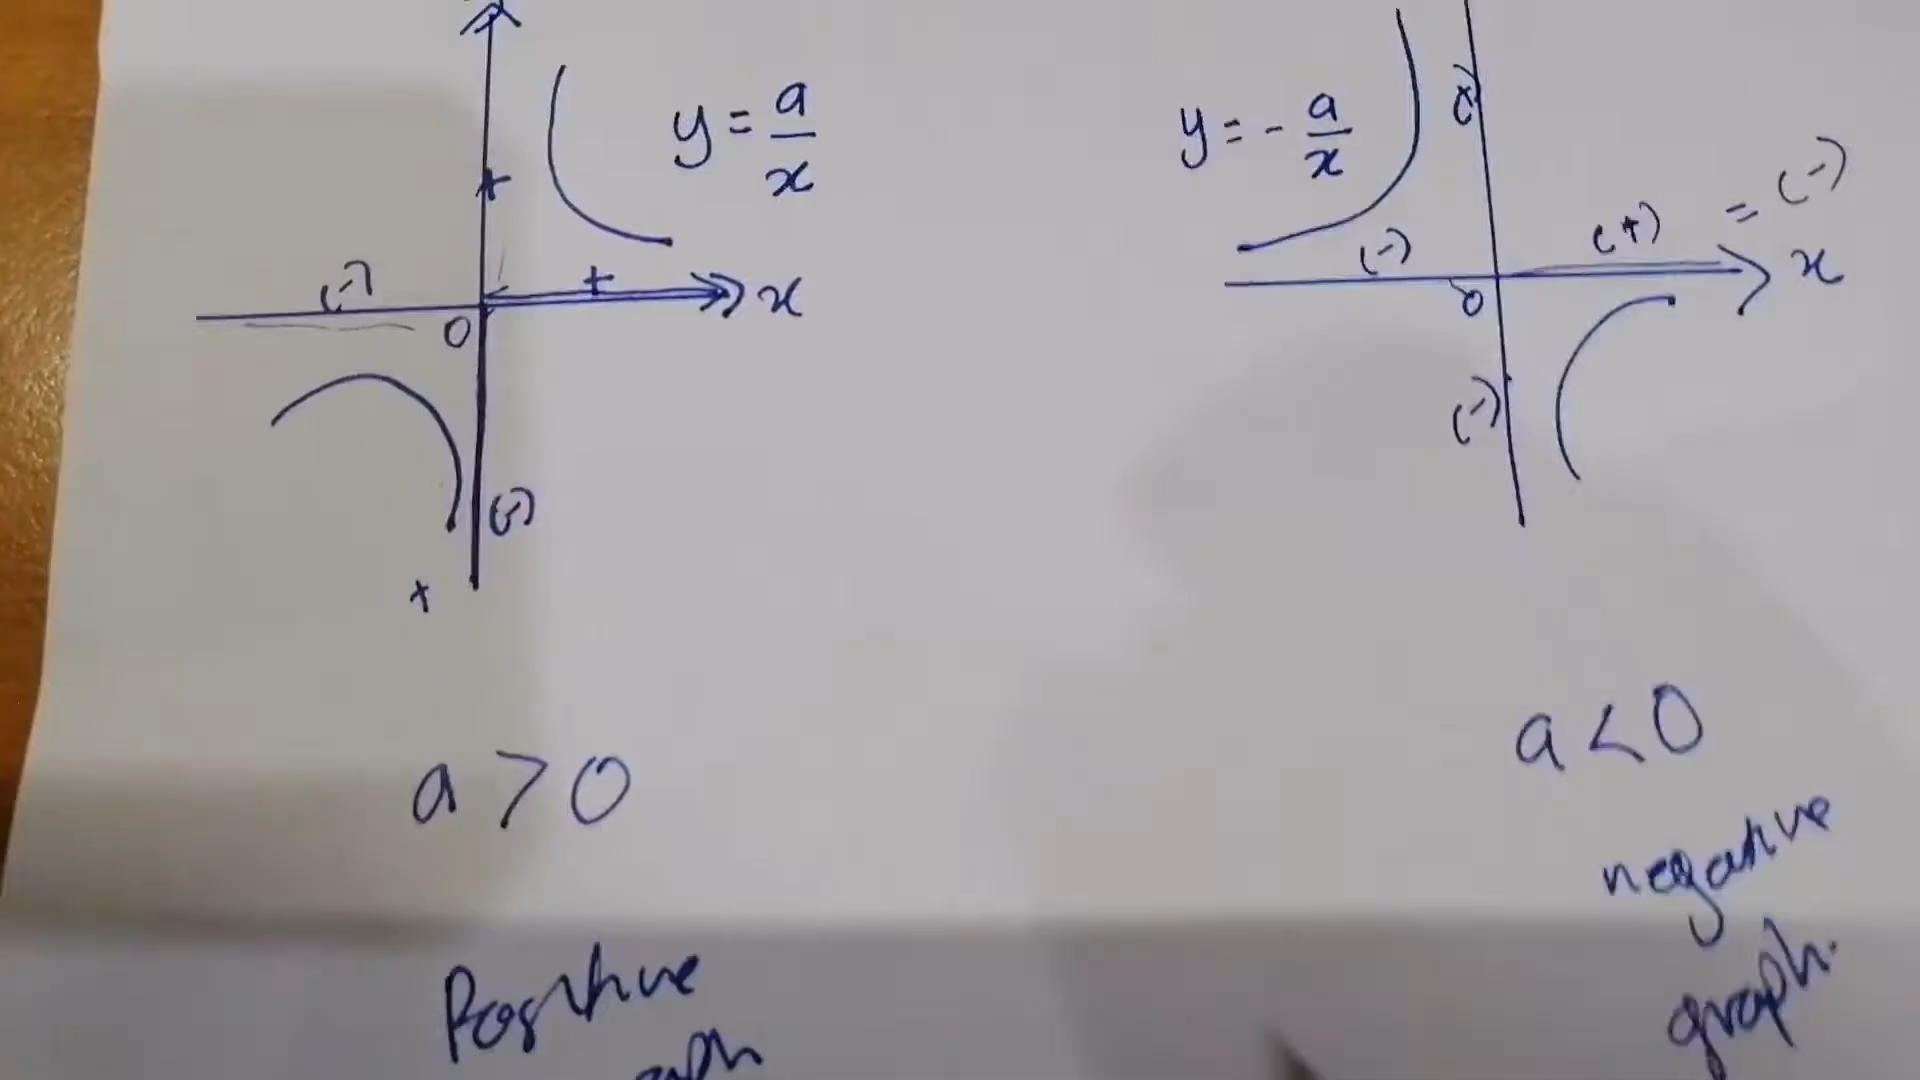 +
y = a/x
(-)
+
x
0
(-)
+
a > 0
Positive
y = - a/x
(-)
(+)
= (-)
x
0
(-)
a < 0
negative
graph.